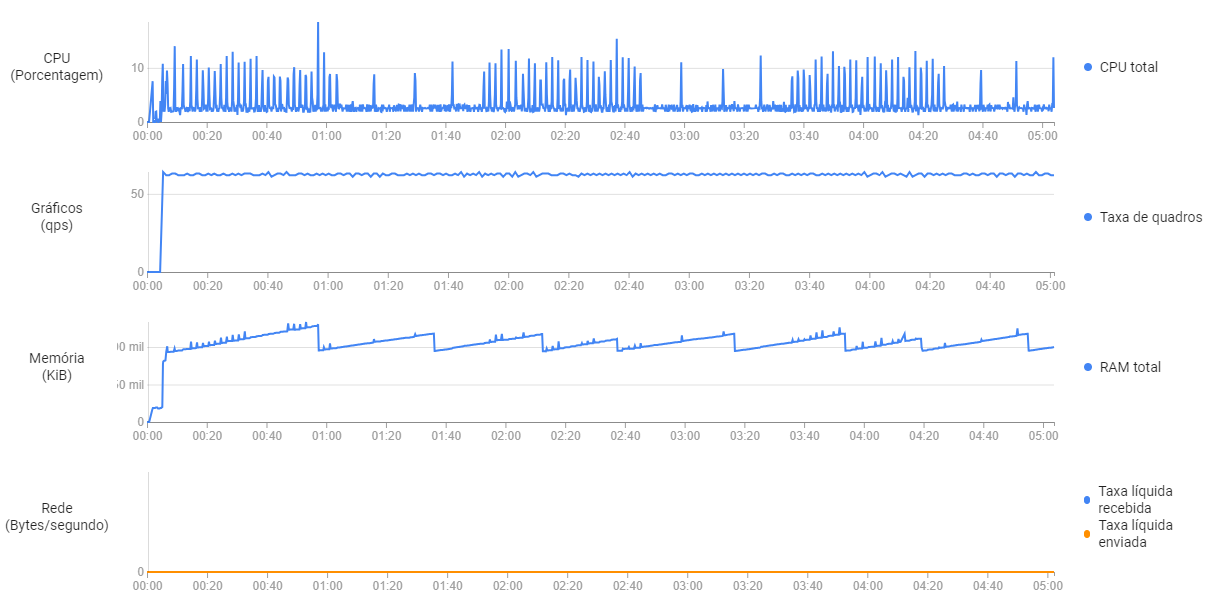 CPU
(Porcentagem)
10
0
00:00 00:20 00:40 01:00 01:20 01:40 02:00 02:20 02:40 03:00 03:20 03:40 04:00 04:20 04:40 05:00
CPU total
Gráficos
(qps)
50
0
00:00 00:20 00:40 01:00 01:20 01:40 02:00 02:20 02:40 03:00 03:20 03:40 04:00 04:20 04:40 05:00
Taxa de quadros
Memória
(KiB)
mil
mil
0
00:00 00:20 00:40 01:00 01:20 01:40 02:00 02:20 02:40 03:00 03:20 03:40 04:00 04:20 04:40 05:00
RAM total
Rede
(Bytes/segundo)
0
00:00 00:20 00:40 01:00 01:20 01:40 02:00 02:20 02:40 03:00 03:20 03:40 04:00 04:20 04:40 05:00
Taxa líquida
recebida
Taxa líquida
enviada